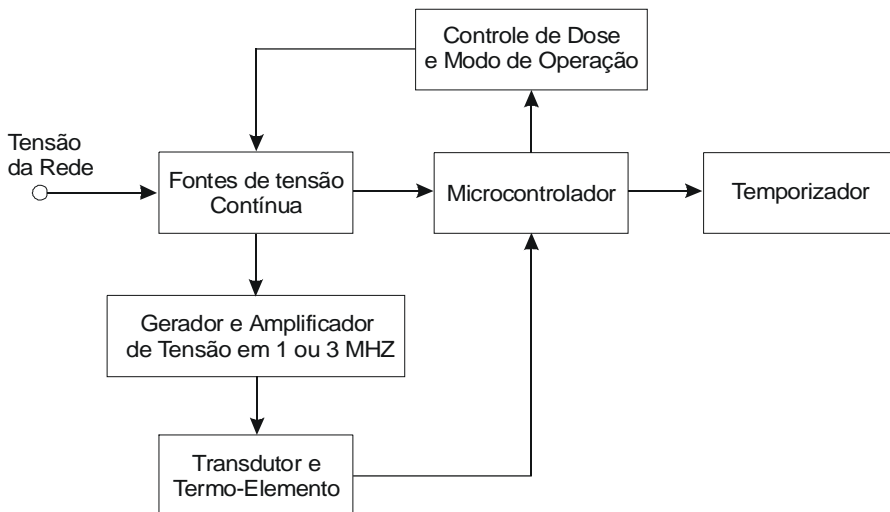 Controle de Dose
e Modo de Operação
Tensão
da Rede
Fontes de tensão
Contínua
Microcontrolador
Temporizador
Gerador e Amplificador
de Tensão em 1 ou 3 MHZ
Transdutor e
Termo-Elemento